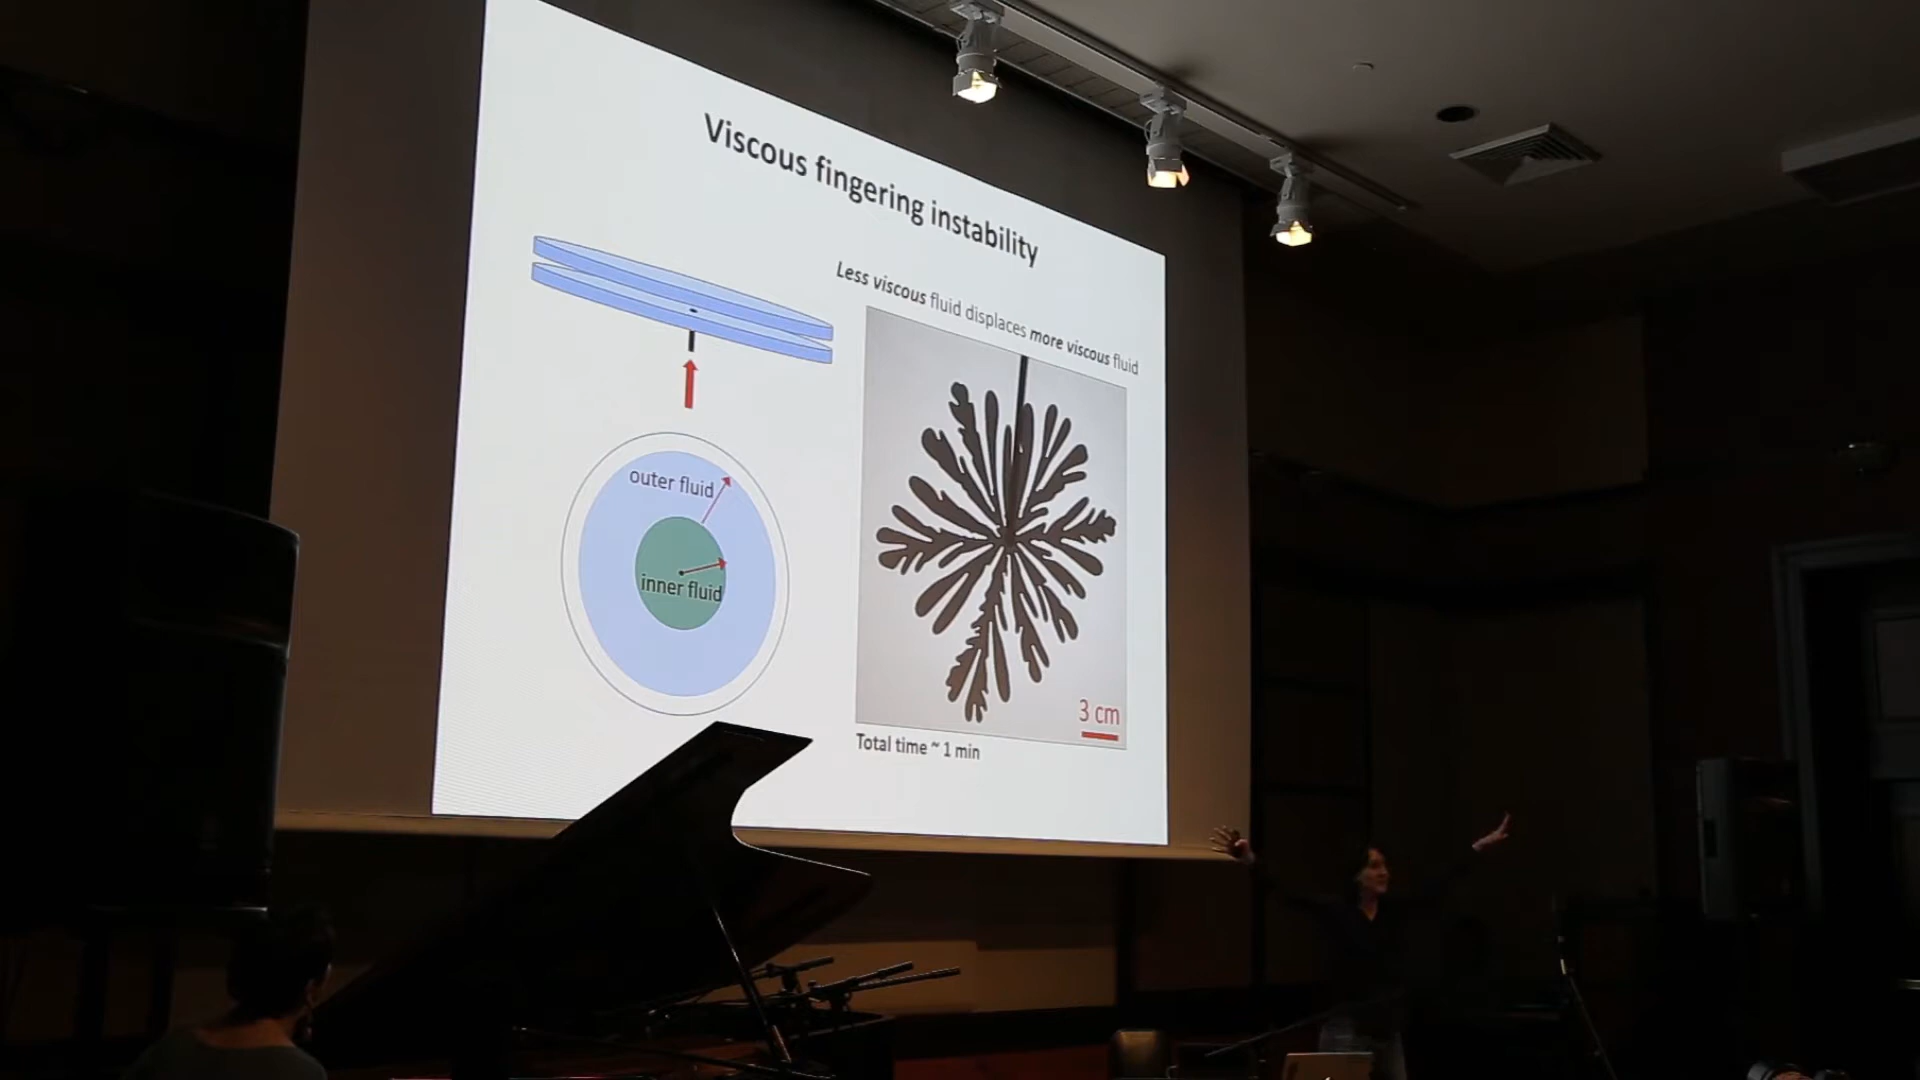 Viscous fingering instability
Less viscous fluid displaces more viscous fluid
outer fluid
inner fluid
3 cm
Total time ~ 1 min